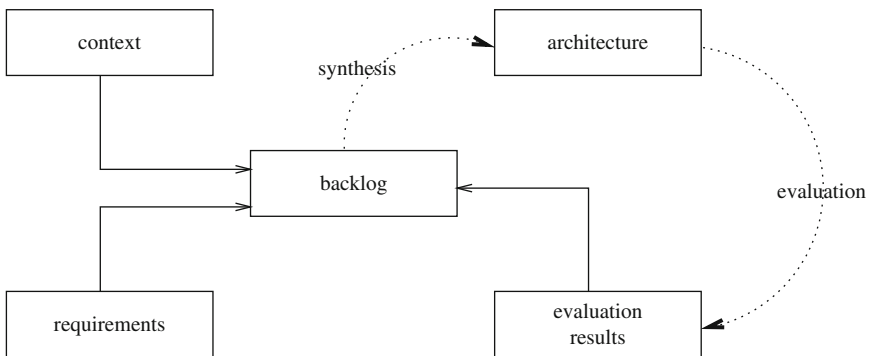 context
architecture
synthesis
backlog
evaluation
requirements
evaluation
results